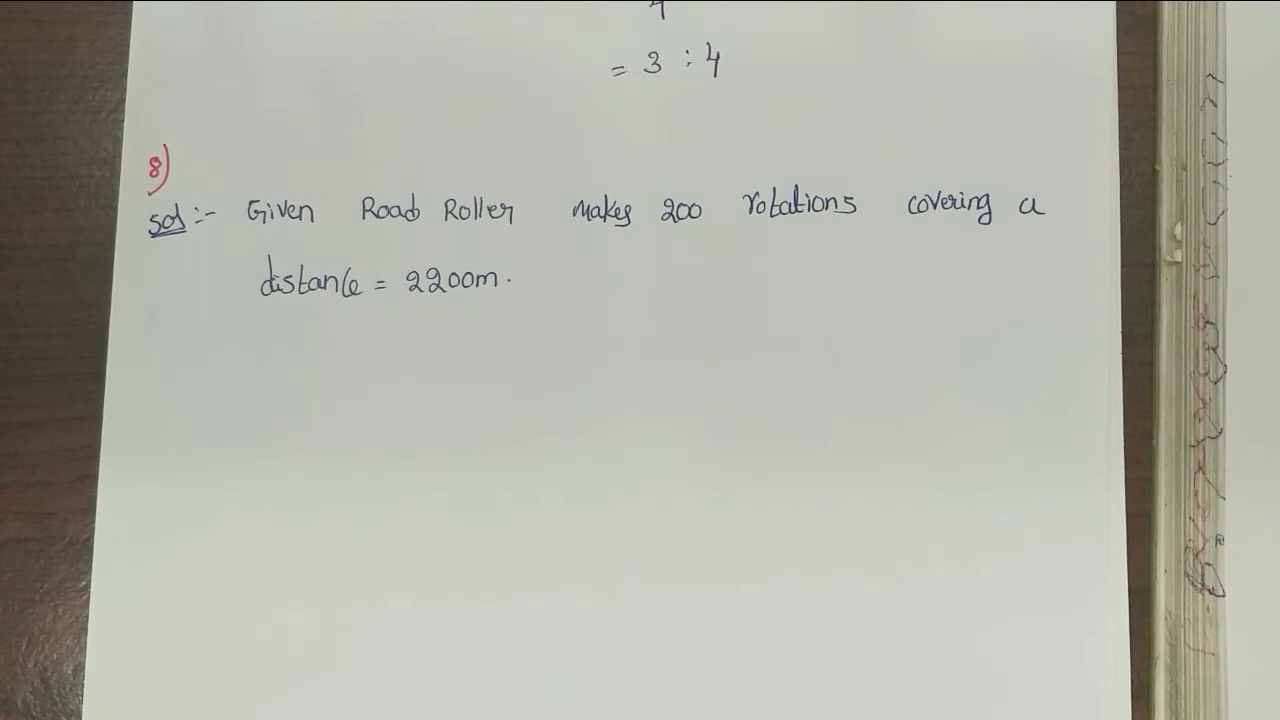 = 3 : 4
8)
Sol :- Given Road Roller makes 200 rotations covering a
distance = 2200m.